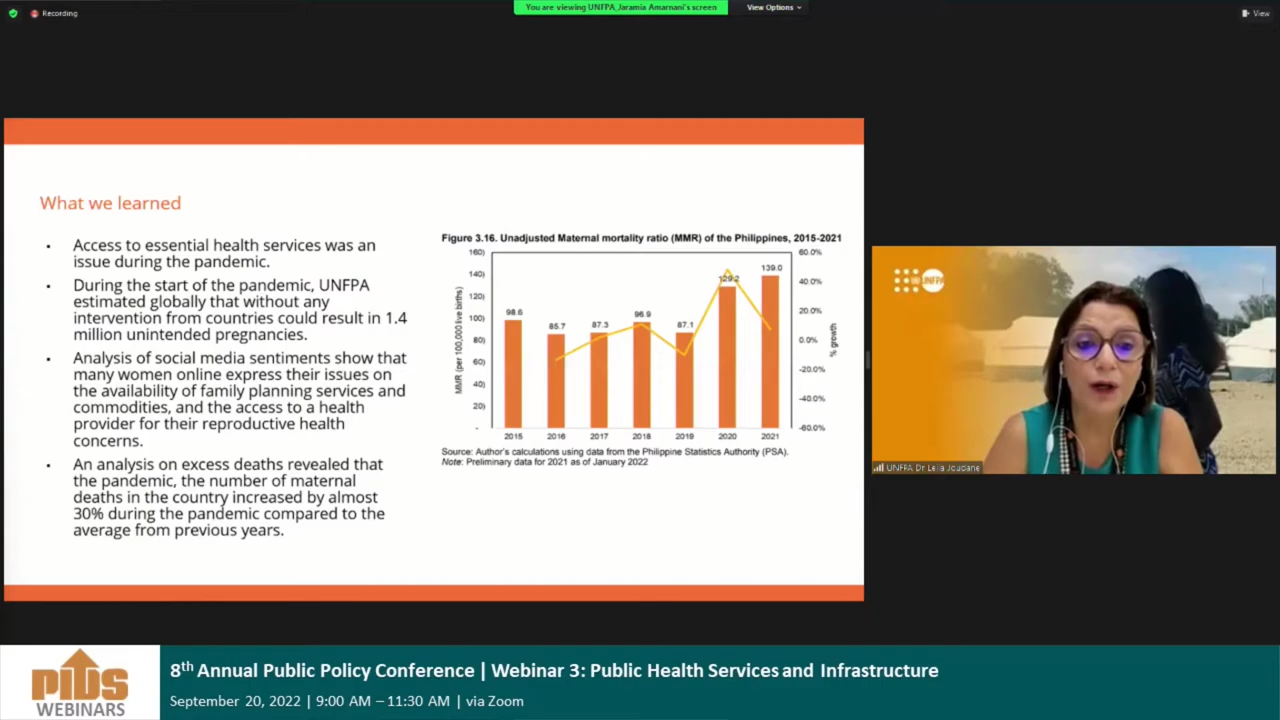 Recording
You are viewing UNFPA_Jaramia Amarnani's screen
View Options
View
What we learned
Access to essential health services was an
issue during the pandemic.
During the start of the pandemic, UNFPA
estimated globally that without any
intervention from countries could result in 1.4
million unintended pregnancies.
Analysis of social media sentiments show that
many women online express their issues on
the availability of family planning services and
commodities, and the access to a health
provider for their reproductive health
concerns.
An analysis on excess deaths revealed that
the pandemic, the number of maternal
deaths in the country increased by almost
30% during the pandemic compared to the
average from previous years.
Figure 3.16. Unadjusted Maternal mortality ratio (MMR) of the Philippines, 2015-2021
MMR (per 100,000 live births)
160)
140)
120)
100)
80)
60)
40)
20)
-
98.6
85.7
87.3
96.9
87.1
129.2
139.0
60.0%
40.0%
20.0%
0.0%
-20.0%
-40.0%
-60.0%
% growth
2015 2016 2017 2018 2019 2020 2021
Source: Author's calculations using data from the Philippine Statistics Authority (PSA).
Note: Preliminary data for 2021 as of January 2022
UNFPA
UNFPA Dr Leila Joudane
PIDS
WEBINARS
8th Annual Public Policy Conference | Webinar 3: Public Health Services and Infrastructure
September 20, 2022 | 9:00 AM – 11:30 AM | via Zoom